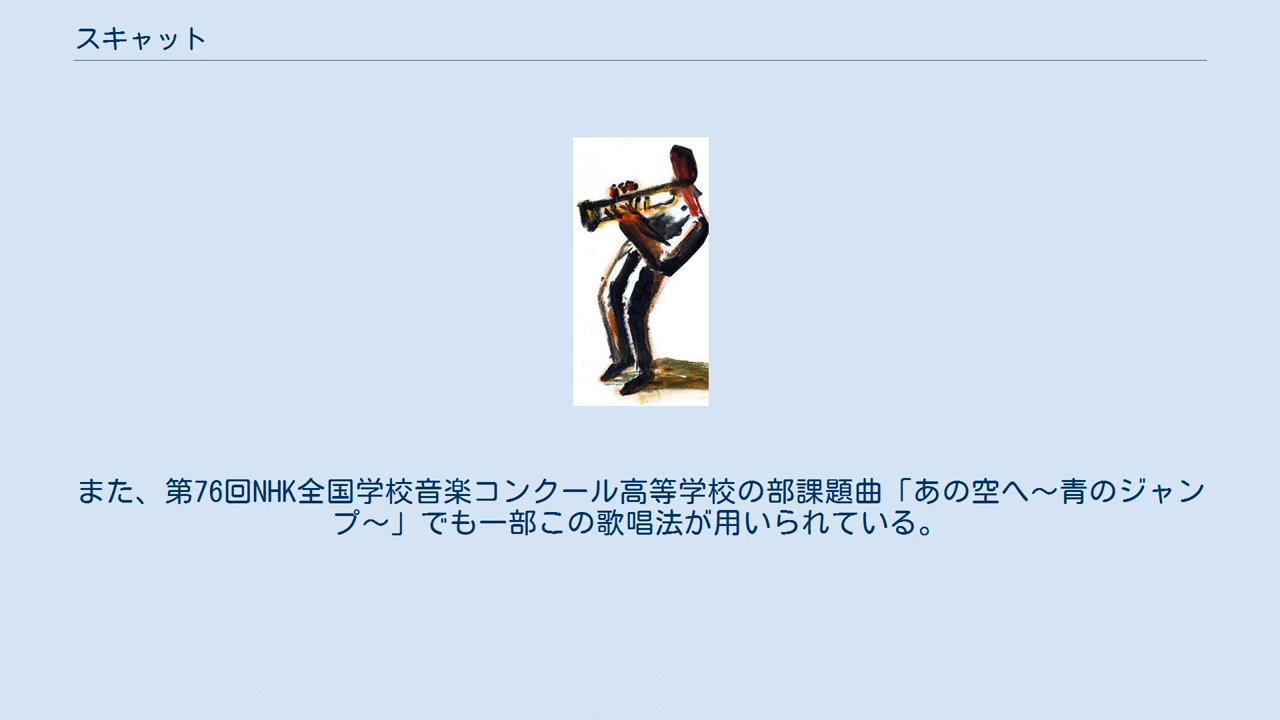 スキャット
また、第76回NHK全国学校音楽コンクール高等学校の部課題曲「あの空へ〜青のジャン
プ〜」でも一部この歌唱法が用いられている。